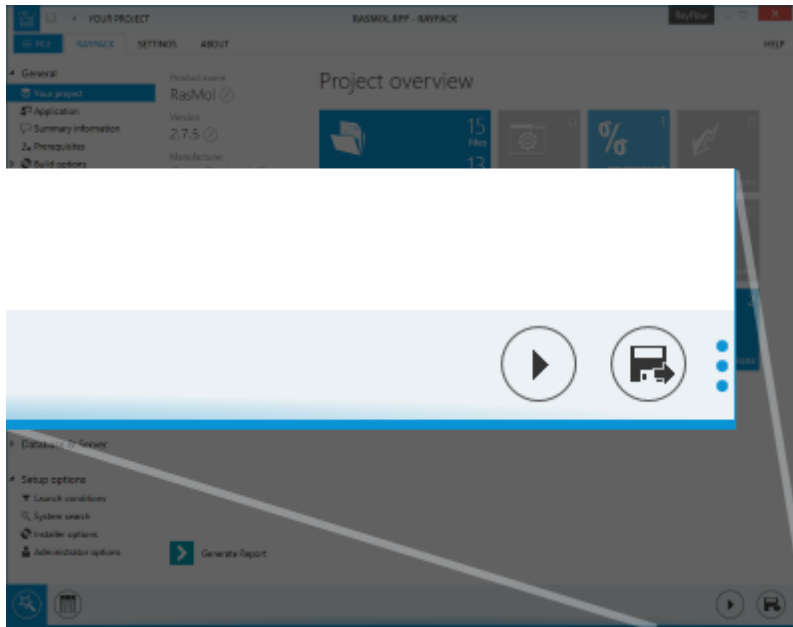 YOUR PROJECT
RASMOL.RPP - RAYPACK
RayFlow
FILE
RAYPACK
SETTINGS
ABOUT
HELP
General
Your project
Application
Summary information
Prerequisites
Build options
Product name
RasMol
Version
2.7.5
Manufacturer
Project overview
15
files
13
0
1
0
Database & Server
Setup options
Launch conditions
System search
Installer options
Administrator options
Generate Report